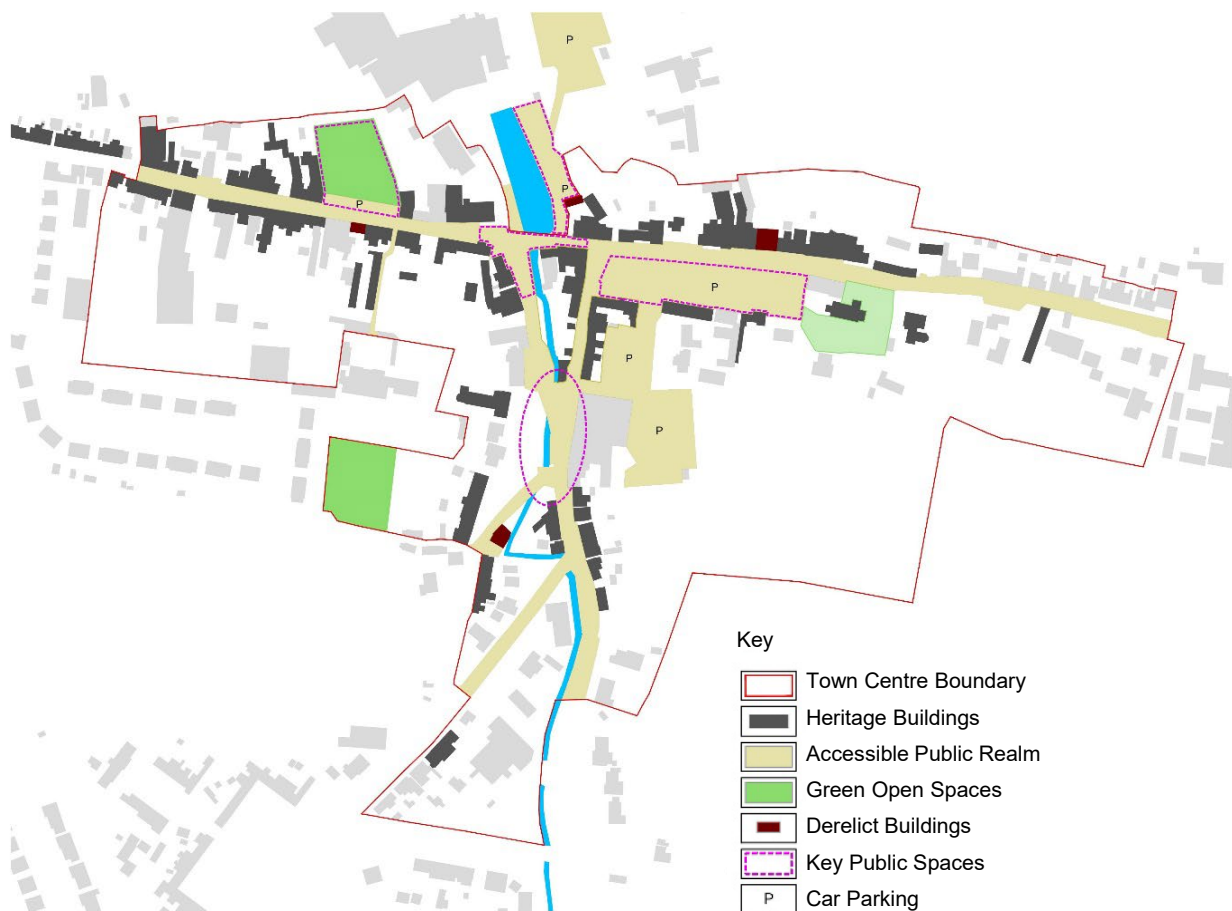 P
P
P
P
P
P
Key
Town Centre Boundary
Heritage Buildings
Accessible Public Realm
Green Open Spaces
Derelict Buildings
Key Public Spaces
P Car Parking